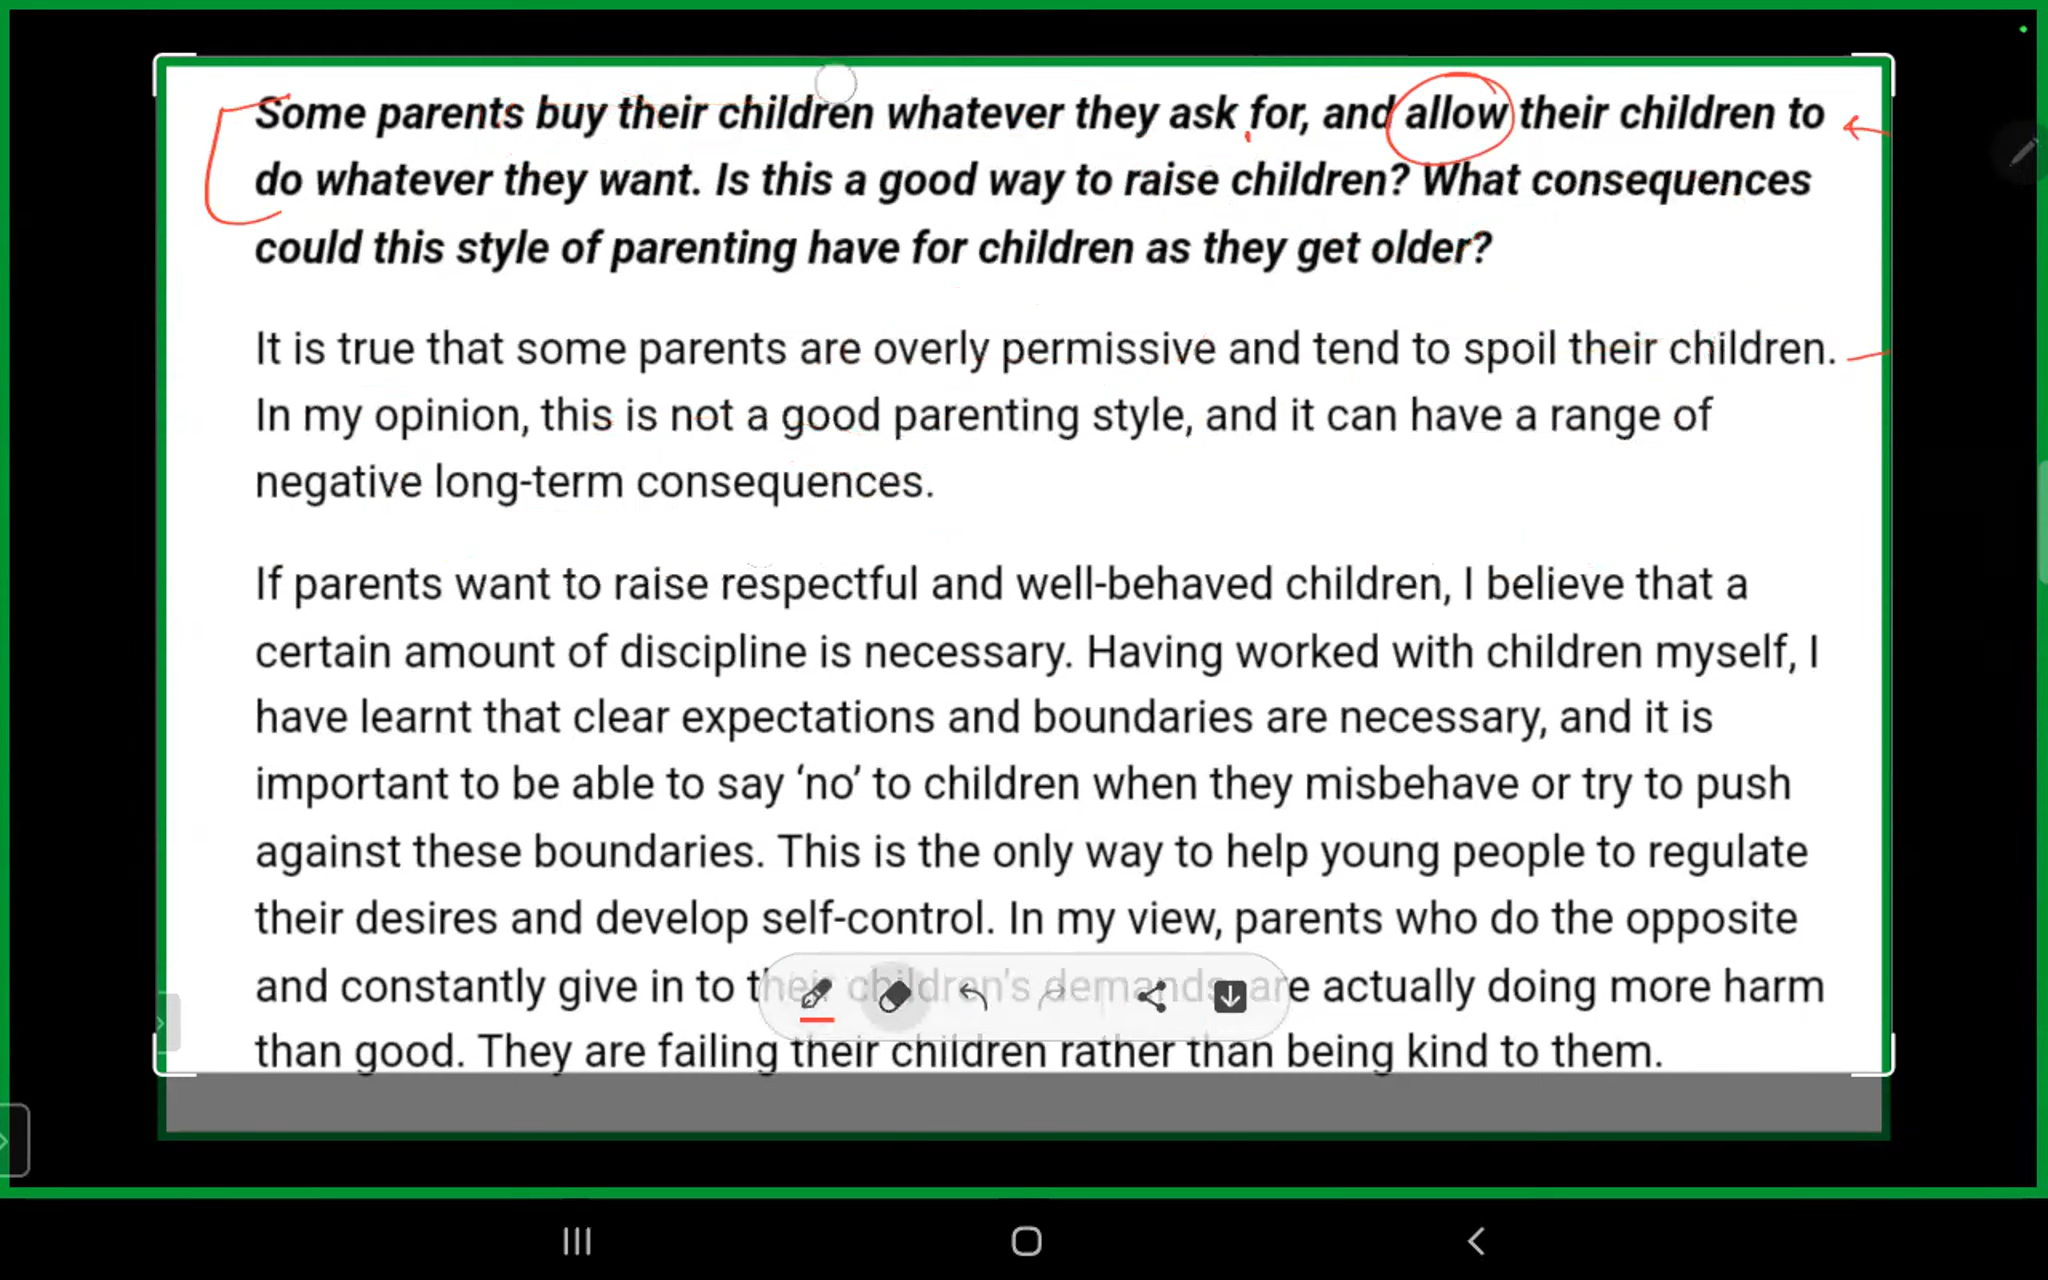 Some parents buy their children whatever they ask for, and allow their children to
do whatever they want. Is this a good way to raise children? What consequences
could this style of parenting have for children as they get older?
It is true that some parents are overly permissive and tend to spoil their children.
In my opinion, this is not a good parenting style, and it can have a range of
negative long-term consequences.
If parents want to raise respectful and well-behaved children, I believe that a
certain amount of discipline is necessary. Having worked with children myself, I
have learnt that clear expectations and boundaries are necessary, and it is
important to be able to say ‘no’ to children when they misbehave or try to push
against these boundaries. This is the only way to help young people to regulate
their desires and develop self-control. In my view, parents who do the opposite
and constantly give in to their children's demands are actually doing more harm
than good. They are failing their children rather than being kind to them.